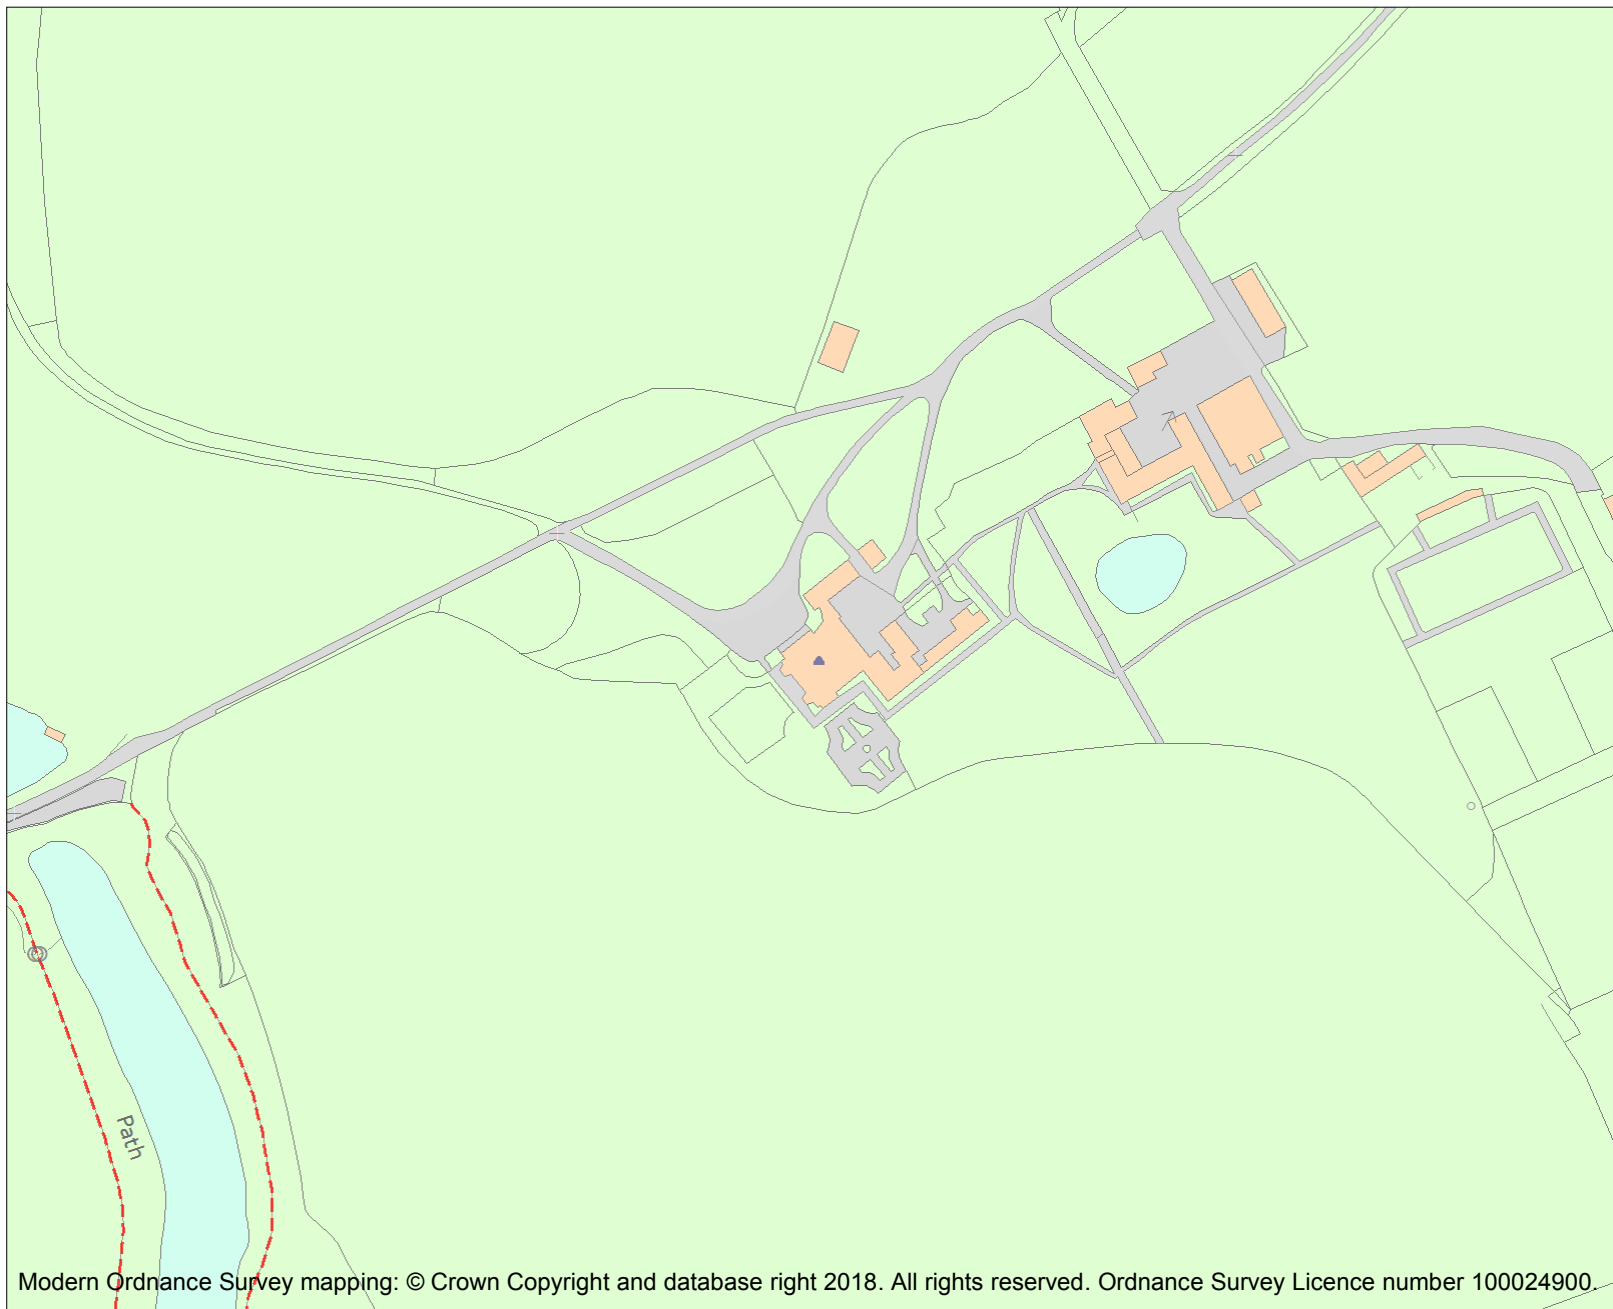 Path
Modern Ordnance Survey mapping: © Crown Copyright and database right 2018. All rights reserved. Ordnance Survey Licence number 100024900.